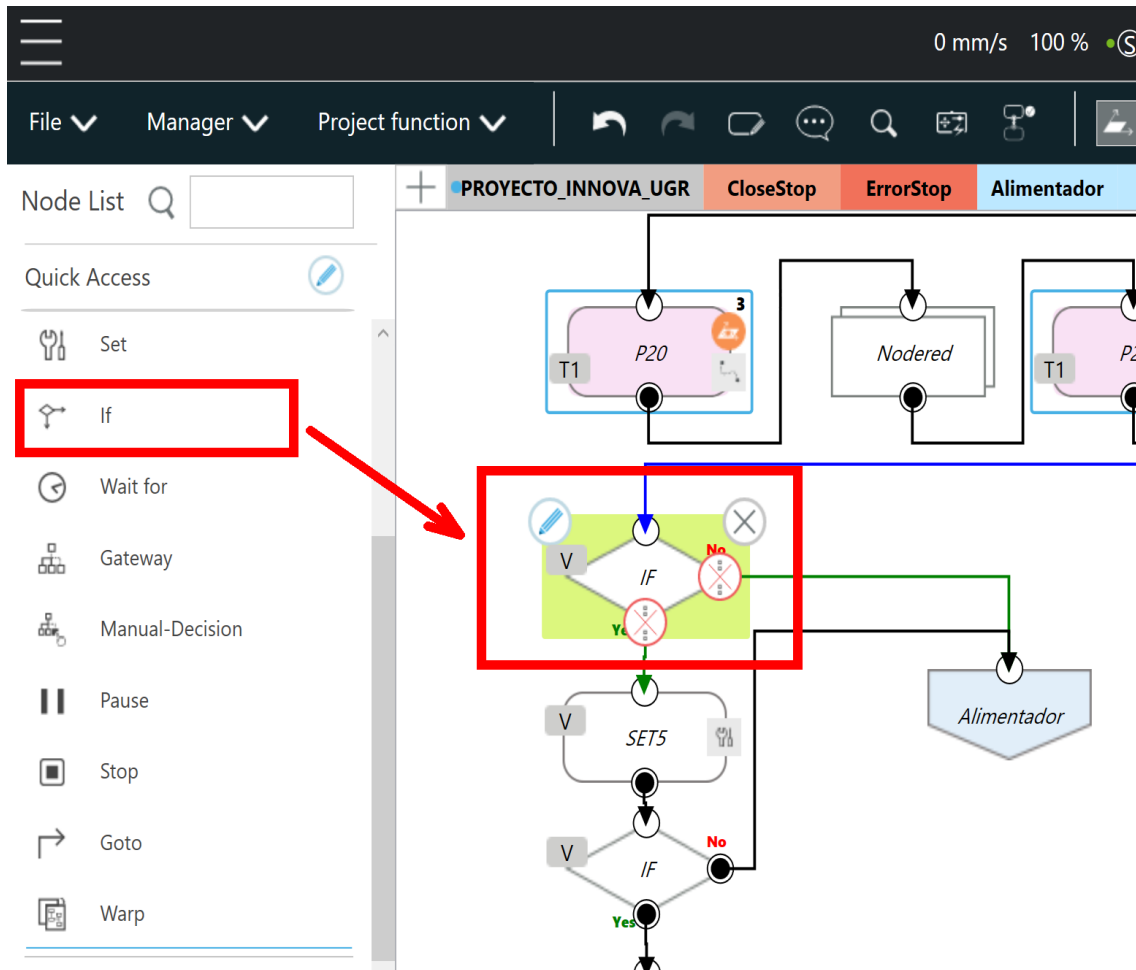 0 mm/s 100 % S
File Manager Project function
Node List
PROYECTO_INNOVA_UGR CloseStop ErrorStop Alimentador
Quick Access
Set
If
Wait for
Gateway
Manual-Decision
Pause
Stop
Goto
Warp
3
P20
T1
Nodered
T1
P2
No
V
IF
Ye
V
SET5
Alimentador
No
V
IF
Yes